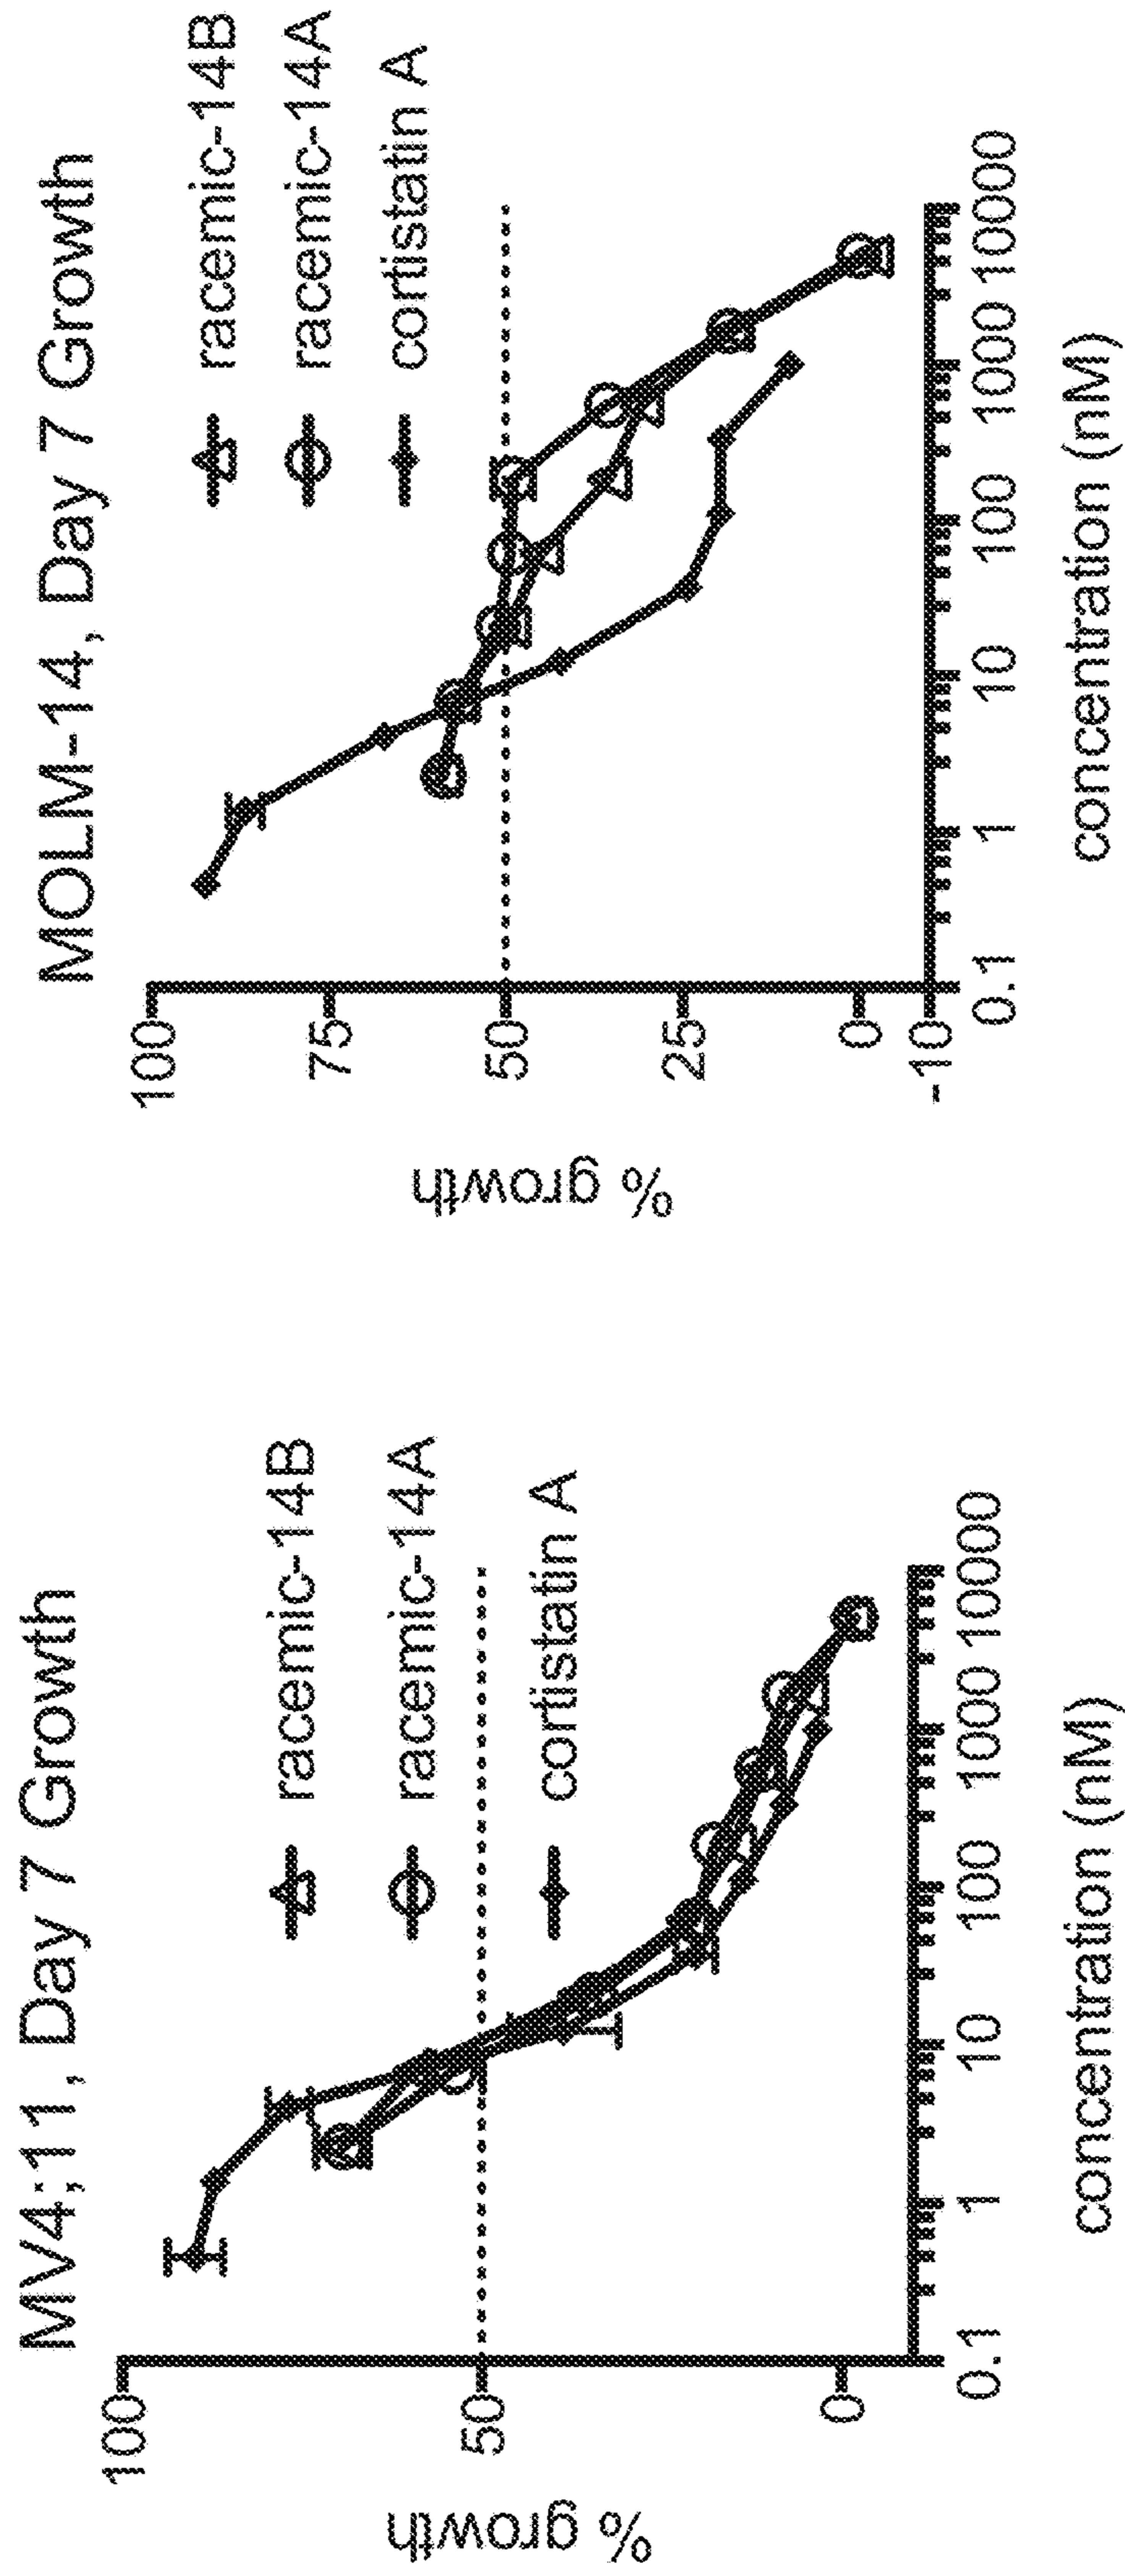 MV4;11, Day 7 Growth
racemic-14B
racemic-14A
cortistatin A
% growth
100
50
0
0.1 1 10 100 1000 10000
concentration (nM)
MOLM-14, Day 7 Growth
racemic-14B
racemic-14A
cortistatin A
% growth
100
75
50
25
0
-10
0.1 1 10 100 1000 10000
concentration (nM)